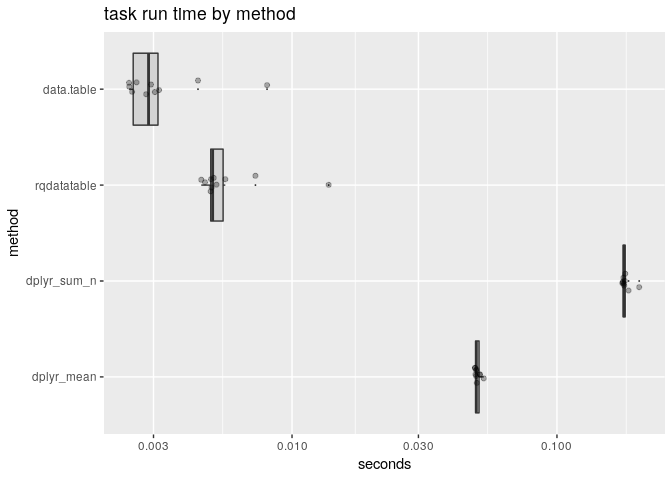 task run time by method
data.table
rqdatatable
dplyr_sum_n
dplyr_mean
method
0.003 0.010 0.030 0.100
seconds